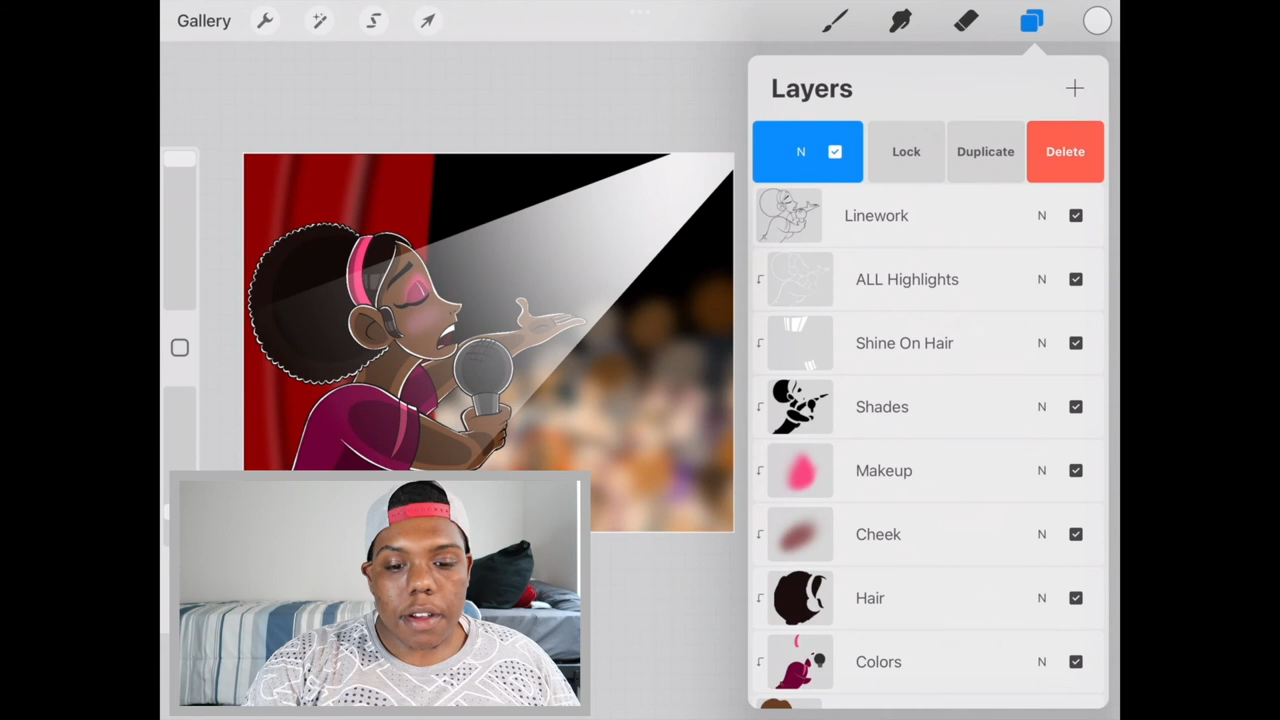 Gallery
Layers
N Lock Duplicate Delete
Linework N
ALL Highlights N
Shine On Hair N
Shades N
Makeup N
Cheek N
Hair N
Colors N